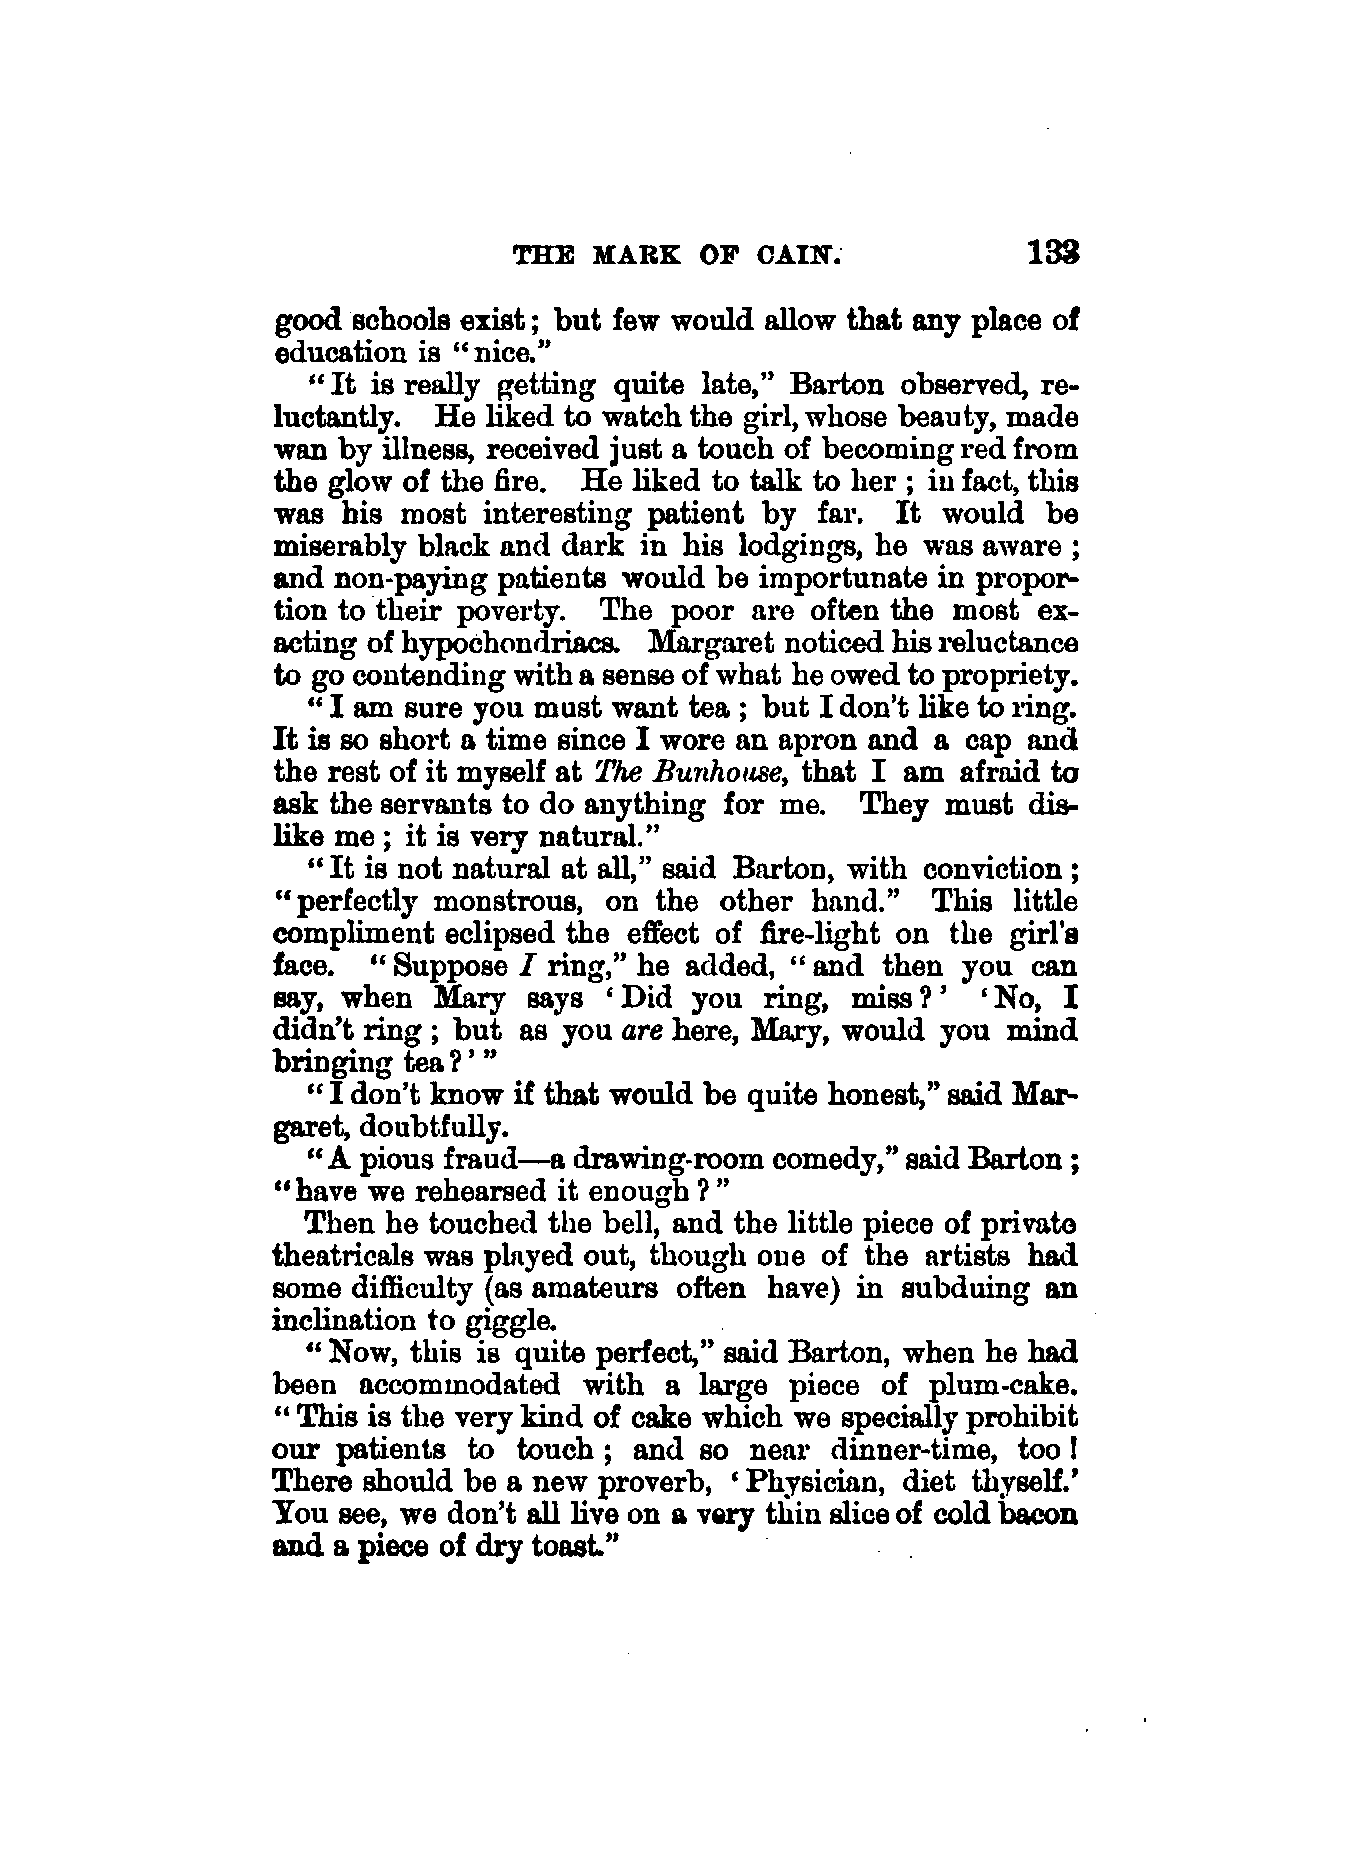 THE MARK OF CAIN. 133
good schools exist; but few would allow that any place of
education is "nice."
"It is really getting quite late," Barton observed, re-
luctantly. He liked to watch the girl, whose beauty, made
wan by illness, received just a touch of becoming red from
the glow of the fire. He liked to talk to her; in fact, this
was his most interesting patient by far. It would be
miserably black and dark in his lodgings, he was aware;
and non-paying patients would be importunate in propor-
tion to their poverty. The poor are often the most ex-
acting of hypochondriacs. Margaret noticed his reluctance
to go contending with a sense of what he owed to propriety.
"I am sure you must want tea; but I don't like to ring.
It is so short a time since I wore an apron and a cap and
the rest of it myself at The Bunhouse, that I am afraid to
ask the servants to do anything for me. They must dis-
like me; it is very natural."
"It is not natural at all," said Barton, with conviction;
"perfectly monstrous, on the other hand." This little
compliment eclipsed the effect of fire-light on the girl's
face. "Suppose I ring," he added, "and then you can
say, when Mary says 'Did you ring, miss?' 'No, I
didn't ring; but as you are here, Mary, would you mind
bringing tea?'"
"I don't know if that would be quite honest," said Mar-
garet, doubtfully.
"A pious fraud—a drawing-room comedy," said Barton;
"have we rehearsed it enough?"
Then he touched the bell, and the little piece of private
theatricals was played out, though one of the artists had
some difficulty (as amateurs often have) in subduing an
inclination to giggle.
"Now, this is quite perfect," said Barton, when he had
been accommodated with a large piece of plum-cake.
"This is the very kind of cake which we specially prohibit
our patients to touch; and so near dinner-time, too!
There should be a new proverb, 'Physician, diet thyself.'
You see, we don't all live on a very thin slice of cold bacon
and a piece of dry toast."